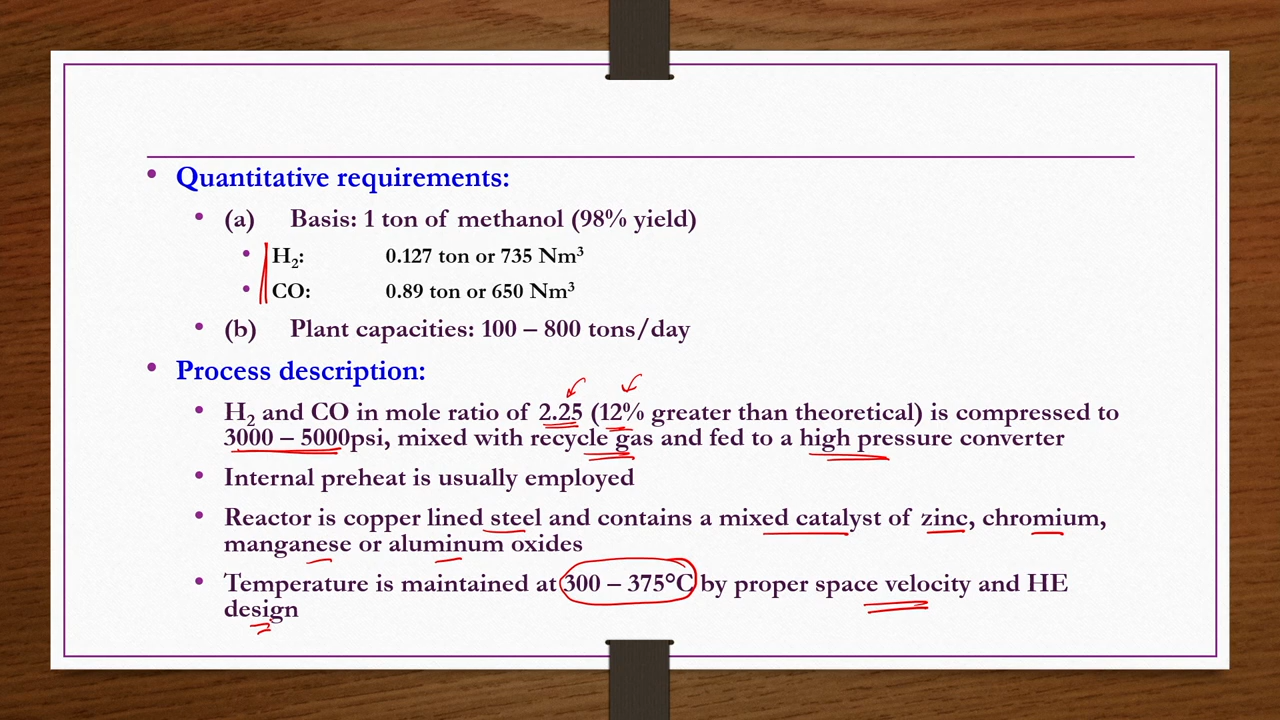 • Quantitative requirements:
• (a) Basis: 1 ton of methanol (98% yield)
• H₂: 0.127 ton or 735 Nm³
• CO: 0.89 ton or 650 Nm³
• (b) Plant capacities: 100 – 800 tons/day
• Process description:
• H₂ and CO in mole ratio of 2.25 (12% greater than theoretical) is compressed to
3000 – 5000psi, mixed with recycle gas and fed to a high pressure converter
• Internal preheat is usually employed
• Reactor is copper lined steel and contains a mixed catalyst of zinc, chromium,
manganese or aluminum oxides
• Temperature is maintained at 300 – 375°C by proper space velocity and HE
design